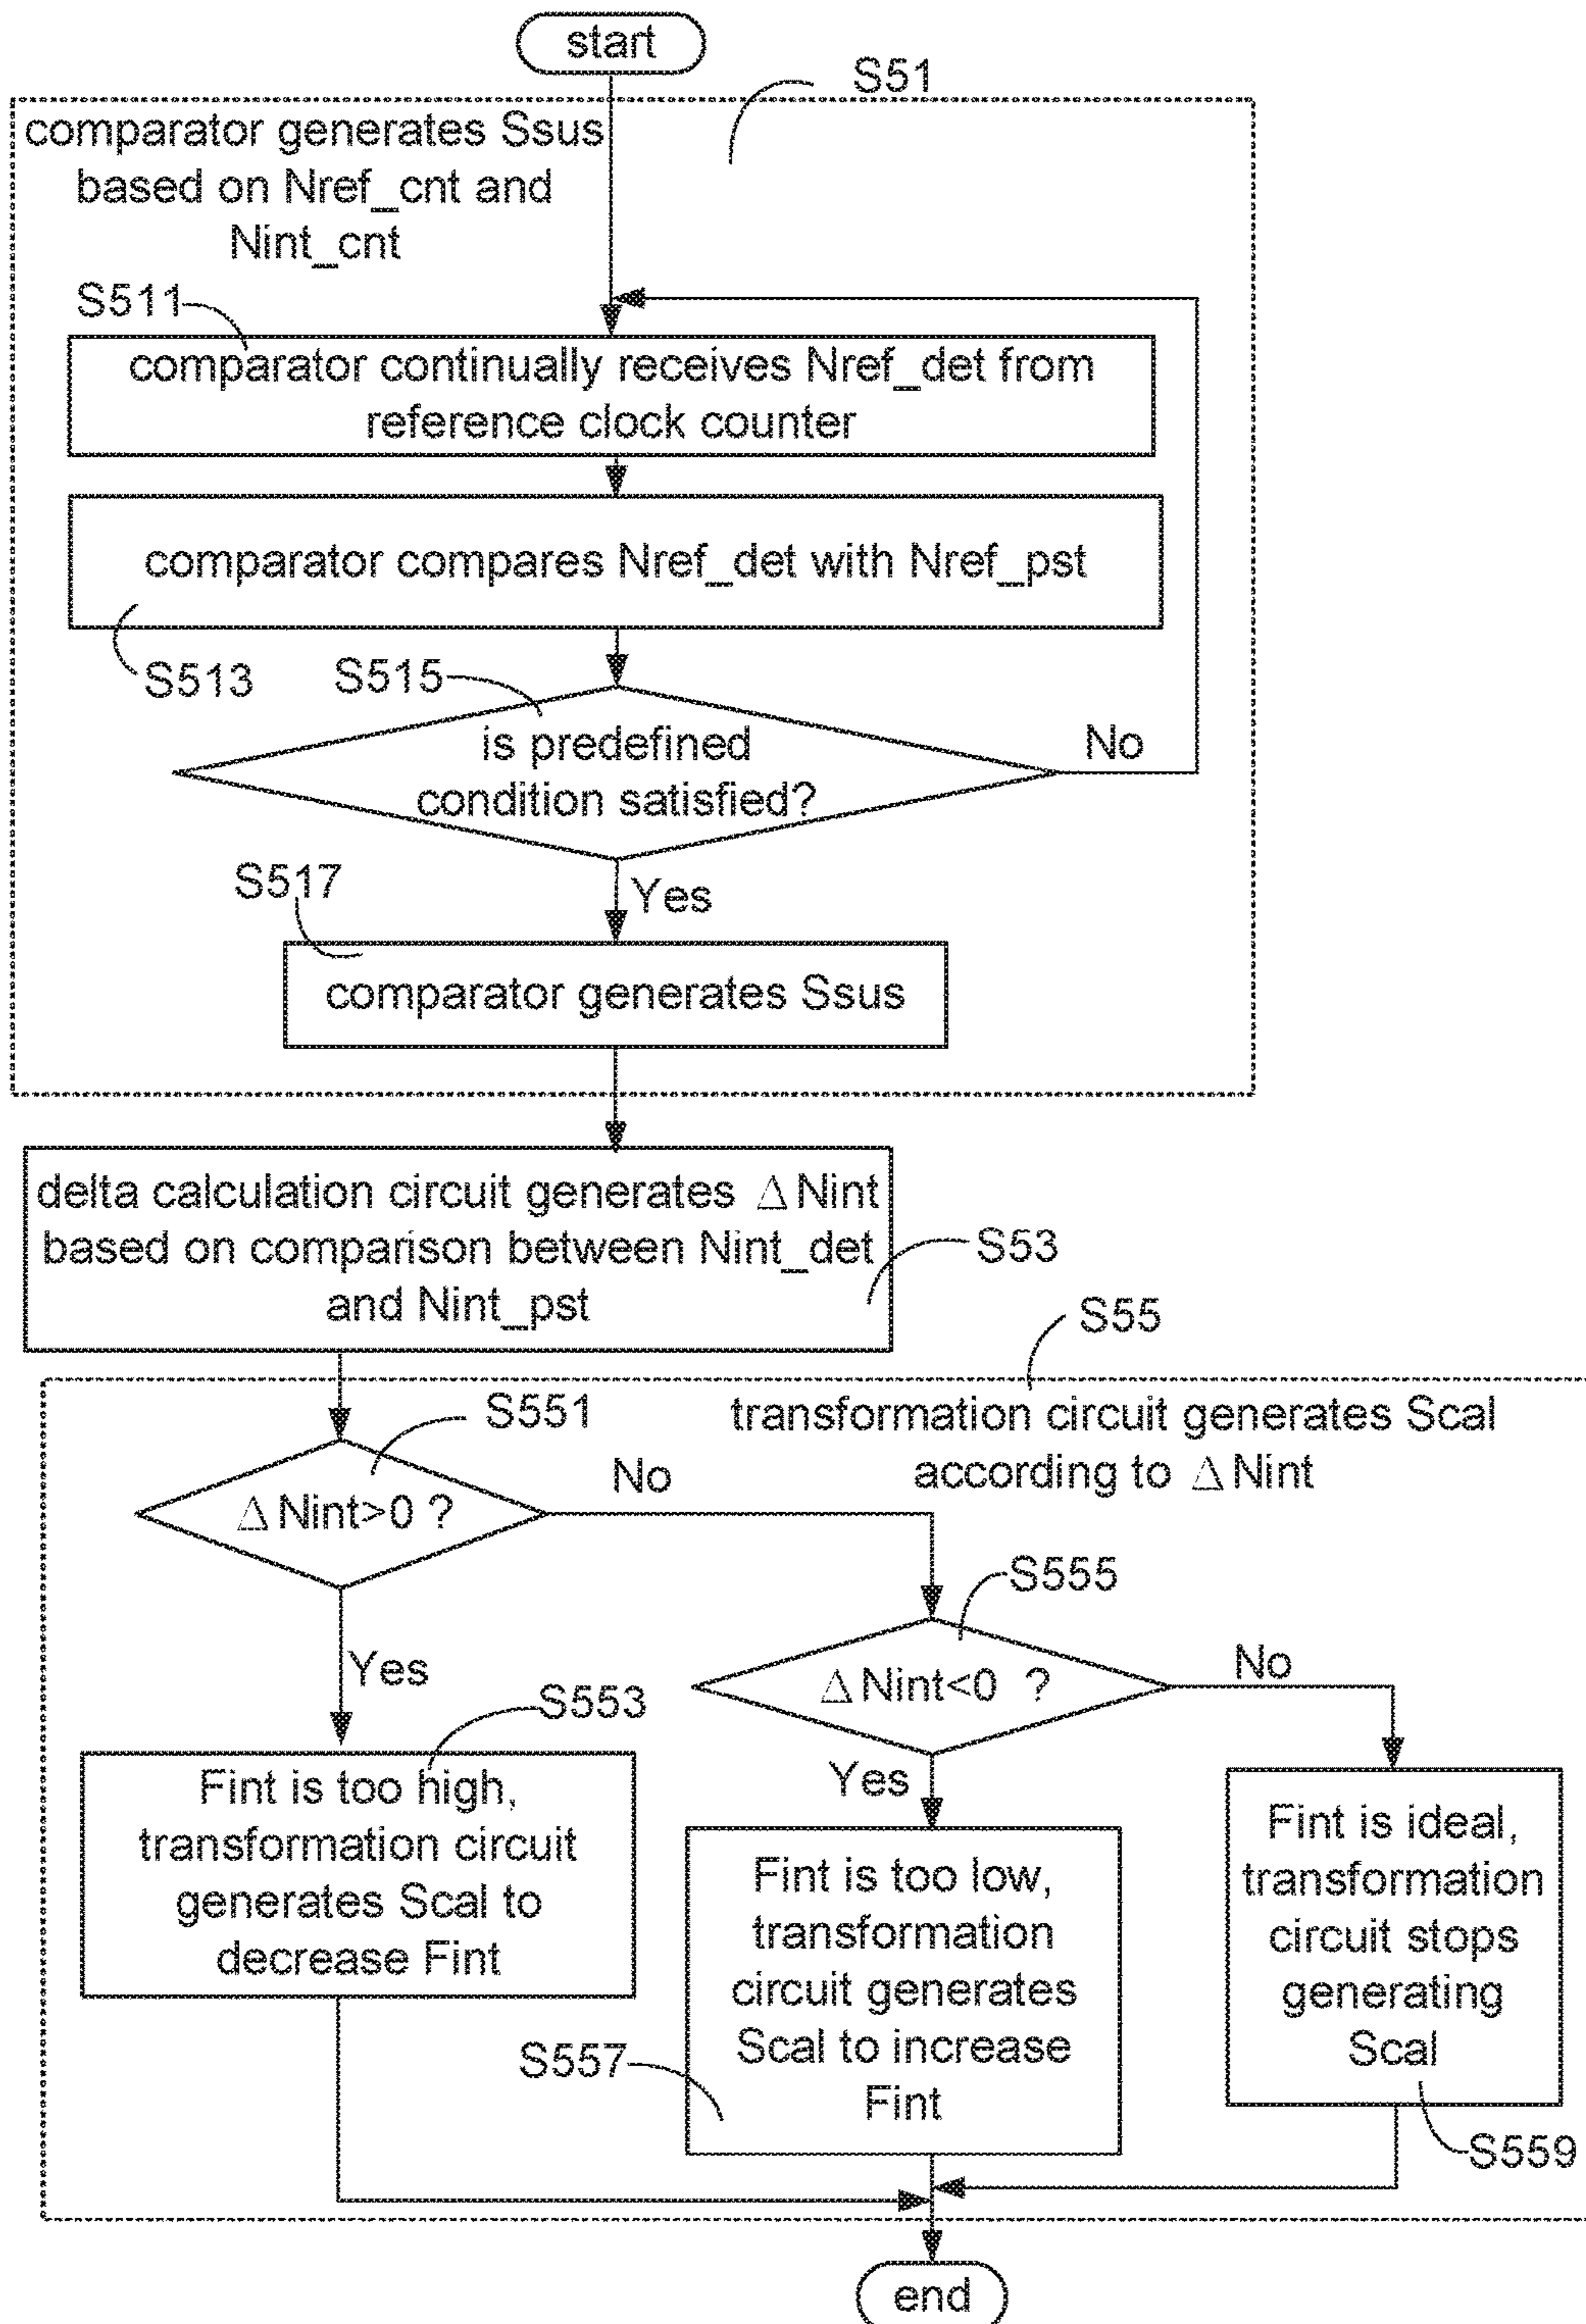 start
S51
comparator generates Ssus
based on Nref_cnt and
Nint_cnt
S511
comparator continually receives Nref_det from
reference clock counter
comparator compares Nref_det with Nref_pst
S513
S515
is predefined
condition satisfied?
No
S517
Yes
comparator generates Ssus
delta calculation circuit generates Δ Nint
based on comparison between Nint_det
and Nint_pst
S53
S55
transformation circuit generates Scal
according to Δ Nint
S551
Δ Nint>0 ?
No
S555
Δ Nint<0 ?
No
Yes
S553
Fint is too high,
transformation circuit
generates Scal to
decrease Fint
Yes
Fint is too low,
transformation
circuit generates
Scal to increase
Fint
S557
Fint is ideal,
transformation
circuit stops
generating
Scal
S559
end